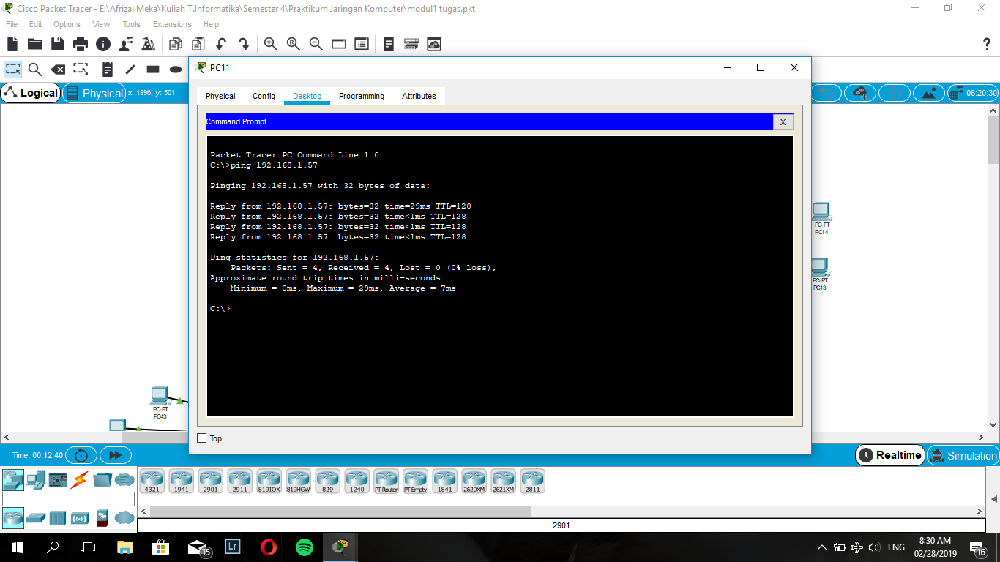 Cisco Packet Tracer - E:\Afrizal Meka\Kuliah T.Informatika\Semester 4\Praktikum Jaringan Komputer\modul1 tugas.pkt
File Edit Options View Tools Extensions Help
?
Logical
Physical
x: 1896, y: 501
06:20:30
PC11
Physical Config Desktop Programming Attributes
Command Prompt
X
Packet Tracer PC Command Line 1.0
C:\>ping 192.168.1.57
Pinging 192.168.1.57 with 32 bytes of data:
Reply from 192.168.1.57: bytes=32 time=29ms TTL=128
Reply from 192.168.1.57: bytes=32 time<1ms TTL=128
Reply from 192.168.1.57: bytes=32 time<1ms TTL=128
Reply from 192.168.1.57: bytes=32 time<1ms TTL=128
Ping statistics for 192.168.1.57:
Packets: Sent = 4, Received = 4, Lost = 0 (0% loss),
Approximate round trip times in milli-seconds:
Minimum = 0ms, Maximum = 29ms, Average = 7ms
C:\>
Top
PC-PT
PC14
PC-PT
PC13
PC-PT
PC43
Time: 00:12:40
Realtime
Simulation
4321 1941 2901 2911 819IOX 819HGW 829 1240 PT-Router PT-Empty 1841 2620XM 2621XM 2811
2901
15
Lr
ENG
8:30 AM
02/28/2019
16